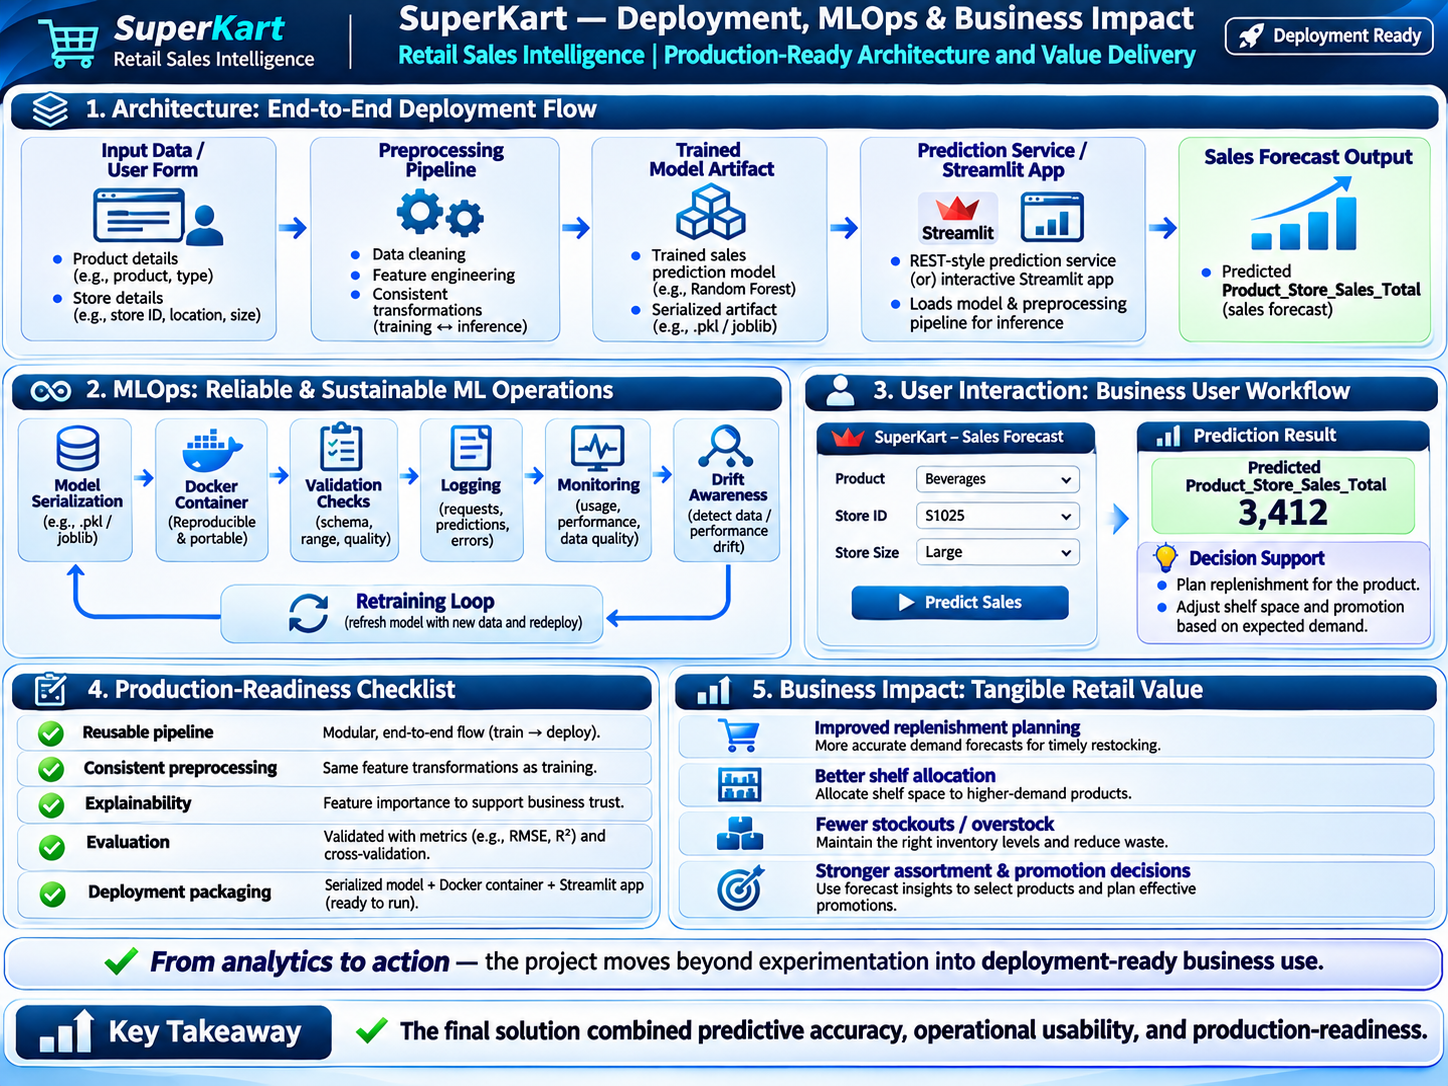 SuperKart
Retail Sales Intelligence
SuperKart — Deployment, MLOps & Business Impact
Retail Sales Intelligence | Production-Ready Architecture and Value Delivery
Deployment Ready
1. Architecture: End-to-End Deployment Flow
Input Data /
User Form
Product details
(e.g., product, type)
Store details
(e.g., store ID, location, size)
Preprocessing
Pipeline
Data cleaning
Feature engineering
Consistent
transformations
(training ↔ inference)
Trained
Model Artifact
Trained sales
prediction model
(e.g., Random Forest)
Serialized artifact
(e.g., .pkl / joblib)
Prediction Service /
Streamlit App
Streamlit
REST-style prediction service
(or) interactive Streamlit app
Loads model & preprocessing
pipeline for inference
Sales Forecast Output
Predicted
Product_Store_Sales_Total
(sales forecast)
2. MLOps: Reliable & Sustainable ML Operations
Model
Serialization
(e.g., .pkl /
joblib)
Docker
Container
(Reproducible
& portable)
Validation
Checks
(schema,
range, quality)
Logging
(requests,
predictions,
errors)
Monitoring
(usage,
performance,
data quality)
Drift
Awareness
(detect data /
performance
drift)
Retraining Loop
(refresh model with new data and redeploy)
3. User Interaction: Business User Workflow
SuperKart – Sales Forecast
Product Beverages
Store ID S1025
Store Size Large
Predict Sales
Prediction Result
Predicted
Product_Store_Sales_Total
3,412
Decision Support
Plan replenishment for the product.
Adjust shelf space and promotion
based on expected demand.
4. Production-Readiness Checklist
Reusable pipeline Modular, end-to-end flow (train → deploy).
Consistent preprocessing Same feature transformations as training.
Explainability Feature importance to support business trust.
Evaluation Validated with metrics (e.g., RMSE, R²) and
cross-validation.
Deployment packaging Serialized model + Docker container + Streamlit app
(ready to run).
5. Business Impact: Tangible Retail Value
Improved replenishment planning
More accurate demand forecasts for timely restocking.
Better shelf allocation
Allocate shelf space to higher-demand products.
Fewer stockouts / overstock
Maintain the right inventory levels and reduce waste.
Stronger assortment & promotion decisions
Use forecast insights to select products and plan effective
promotions.
From analytics to action — the project moves beyond experimentation into deployment-ready business use.
Key Takeaway
The final solution combined predictive accuracy, operational usability, and production-readiness.